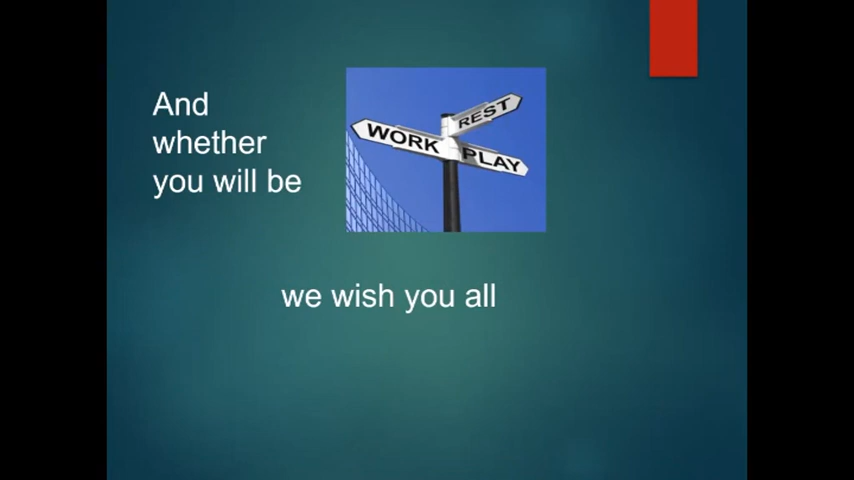 And
whether
you will be
REST
WORK
PLAY
we wish you all